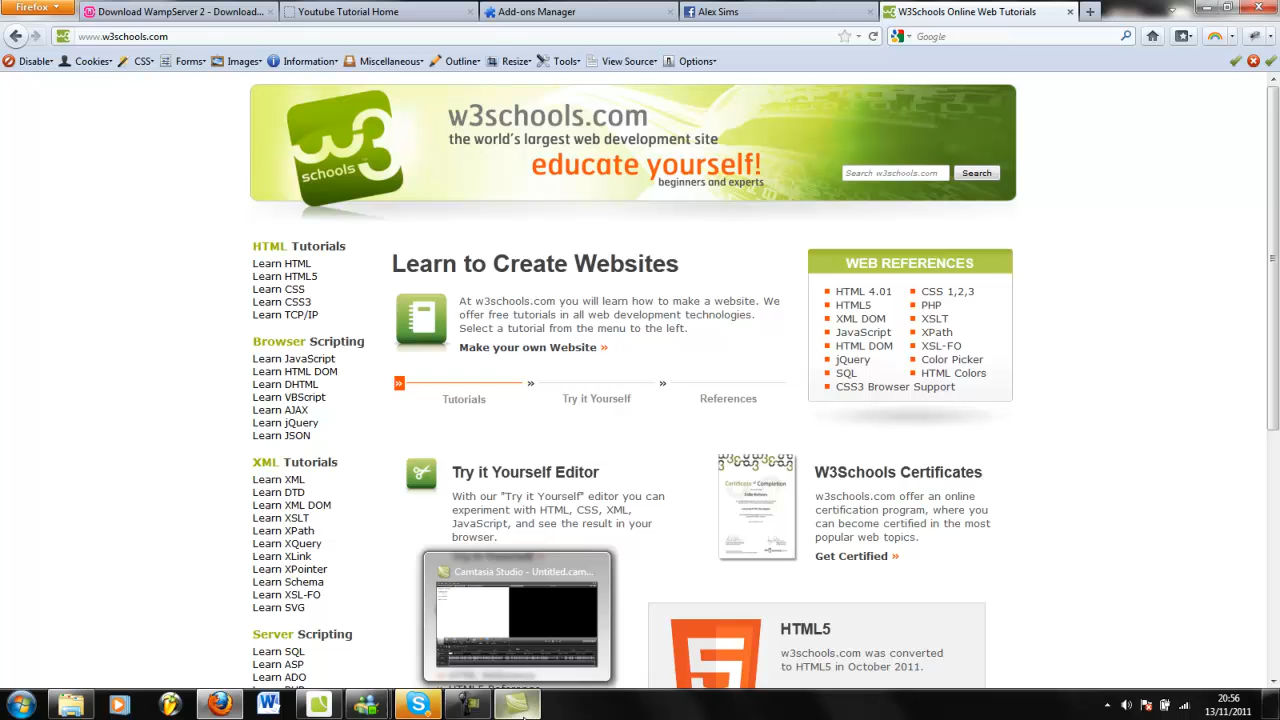 Firefox
Download WampServer 2 - Download...
Youtube Tutorial Home
Add-ons Manager
Alex Sims
W3Schools Online Web Tutorials
www.w3schools.com
Google
Disable
Cookies
CSS
Forms
Images
Information
Miscellaneous
Outline
Resize
Tools
View Source
Options
w3 schools
w3schools.com
the world's largest web development site
educate yourself!
beginners and experts
Search w3schools.com
Search
HTML Tutorials
Learn HTML
Learn HTML5
Learn CSS
Learn CSS3
Learn TCP/IP
Browser Scripting
Learn JavaScript
Learn HTML DOM
Learn DHTML
Learn VBScript
Learn AJAX
Learn jQuery
Learn JSON
XML Tutorials
Learn XML
Learn DTD
Learn XML DOM
Learn XSLT
Learn XPath
Learn XQuery
Learn XLink
Learn XPointer
Learn Schema
Learn XSL-FO
Learn SVG
Server Scripting
Learn SQL
Learn ASP
Learn ADO
Learn to Create Websites
At w3schools.com you will learn how to make a website. We
offer free tutorials in all web development technologies.
Select a tutorial from the menu to the left.
Make your own Website »
» » »
Tutorials
Try it Yourself
References
WEB REFERENCES
HTML 4.01
CSS 1,2,3
HTML5
PHP
XML DOM
XSLT
JavaScript
XPath
HTML DOM
XSL-FO
jQuery
Color Picker
SQL
HTML Colors
CSS3 Browser Support
Try it Yourself Editor
With our "Try it Yourself" editor you can
experiment with HTML, CSS, XML,
JavaScript, and see the result in your
browser.
Certificate of Completion
W3Schools Certificates
w3schools.com offer an online
certification program, where you
can become certified in the
most popular web topics.
Get Certified »
Camtasia Studio - Untitled.cam...
HTML5
w3schools.com was converted
to HTML5 in October 2011.
20:56
13/11/2011